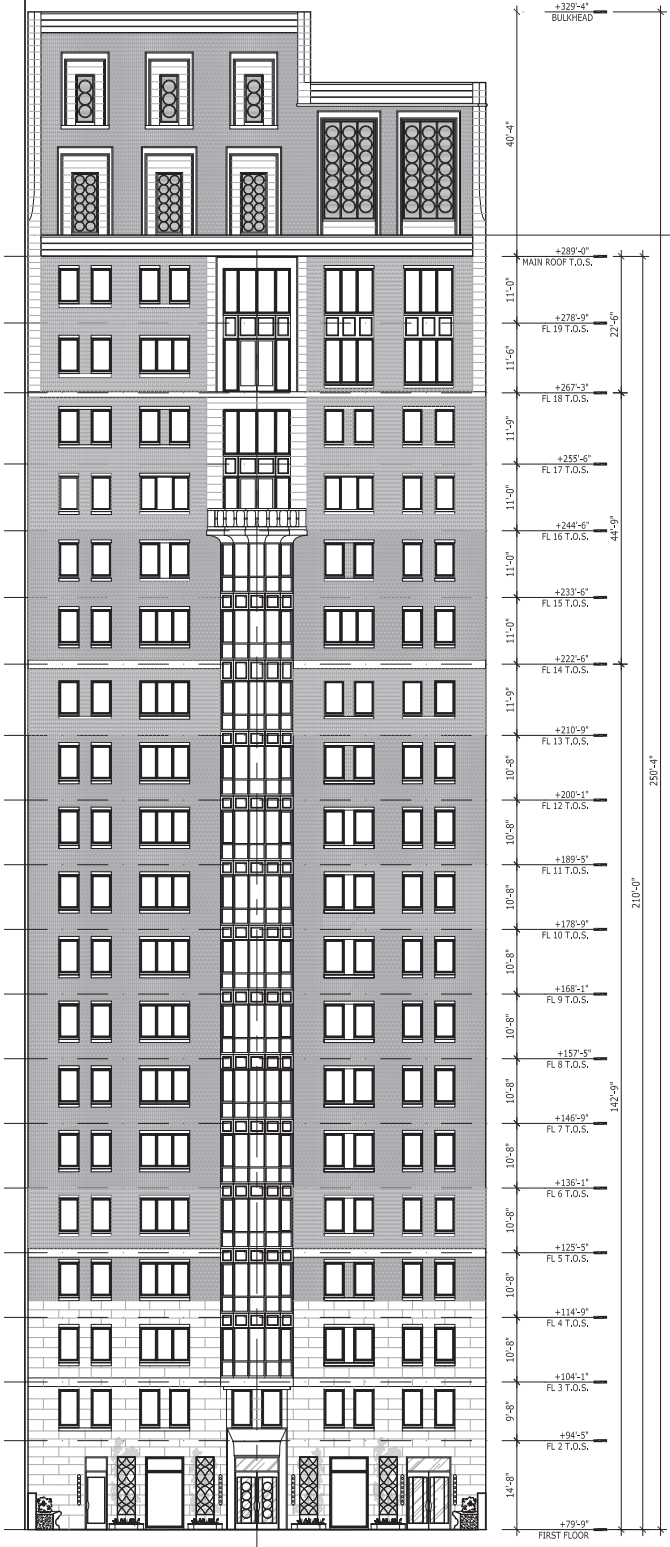 +329'-4"
BULKHEAD
40'-4"
+289'-0"
MAIN ROOF T.O.S.
11'-0"
+278'-9"
FL 19 T.O.S.
22'-6"
11'-6"
+267'-3"
FL 18 T.O.S.
11'-9"
+255'-6"
FL 17 T.O.S.
11'-0"
+244'-6"
FL 16 T.O.S.
44'-9"
11'-0"
+233'-6"
FL 15 T.O.S.
11'-0"
+222'-6"
FL 14 T.O.S.
11'-9"
+210'-9"
FL 13 T.O.S.
10'-8"
250'-4"
+200'-1"
FL 12 T.O.S.
10'-8"
+189'-5"
FL 11 T.O.S.
10'-8"
210'-0"
+178'-9"
FL 10 T.O.S.
10'-8"
+168'-1"
FL 9 T.O.S.
10'-8"
+157'-5"
FL 8 T.O.S.
10'-8"
142'-9"
+146'-9"
FL 7 T.O.S.
10'-8"
+136'-1"
FL 6 T.O.S.
10'-8"
+125'-5"
FL 5 T.O.S.
10'-8"
+114'-9"
FL 4 T.O.S.
10'-8"
+104'-1"
FL 3 T.O.S.
9'-8"
+94'-5"
FL 2 T.O.S.
14'-8"
+79'-9"
FIRST FLOOR